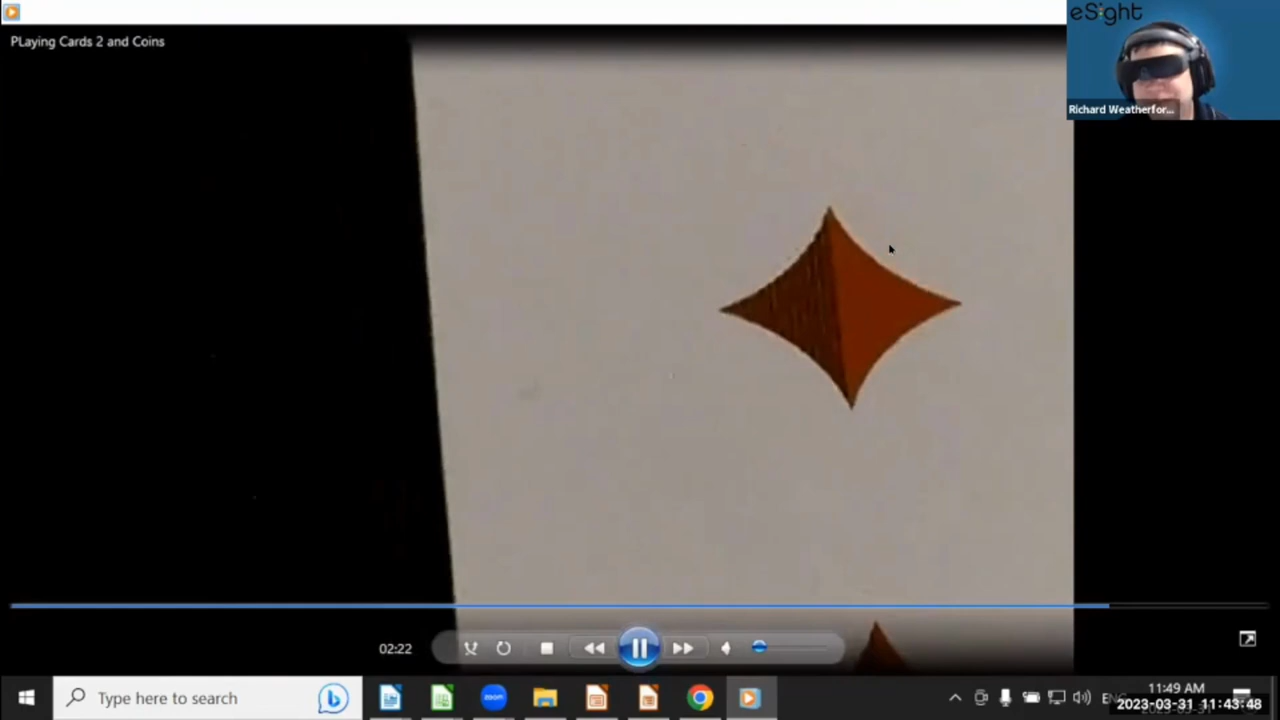 PLaying Cards 2 and Coins
eSight
Richard Weatherfor...
02:22
Type here to search
zoom
11:49 AM
2023-03-31 11:43:48